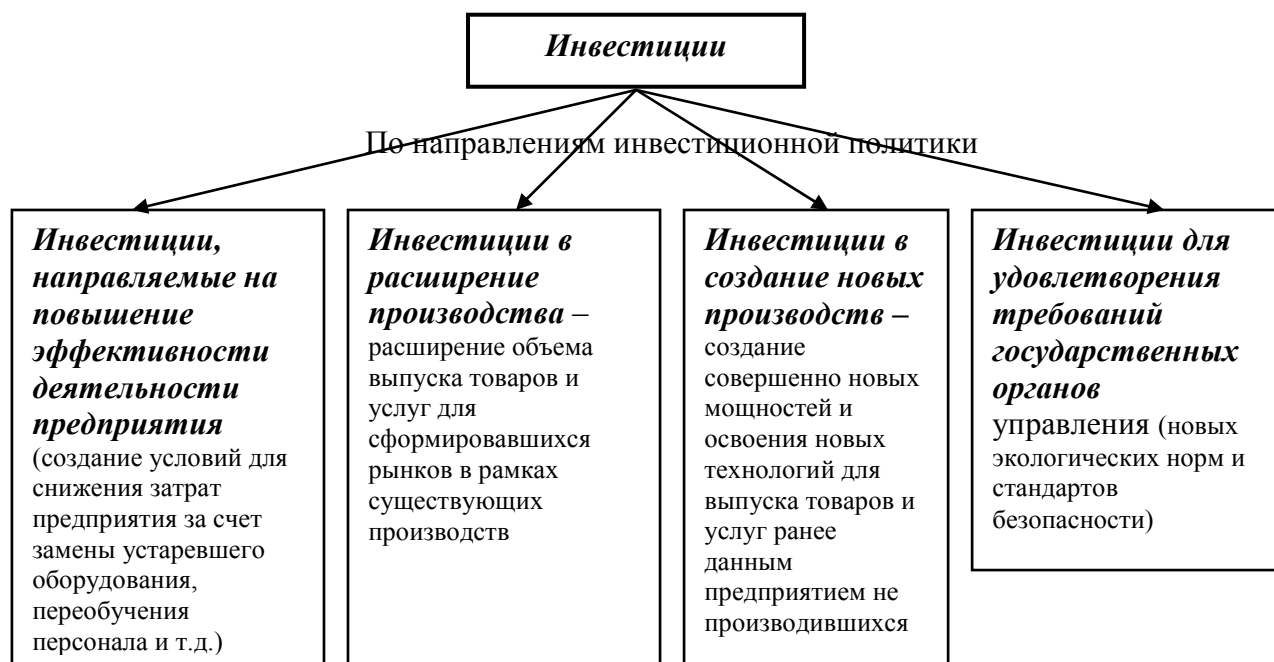 Инвестиции
По направлениям инвестиционной политики
Инвестиции,
направляемые на
повышение
эффективности
деятельности
предприятия
(создание условий для
снижения затрат
предприятия за счет
замены устаревшего
оборудования,
переобучения
персонала и т.д.)
Инвестиции в
расширение
производства –
расширение объема
выпуска товаров и
услуг для
сформировавшихся
рынков в рамках
существующих
производств
Инвестиции в
создание новых
производств –
создание
совершенно новых
мощностей и
освоения новых
технологий для
выпуска товаров и
услуг ранее
данным
предприятием не
производившихся
Инвестиции для
удовлетворения
требований
государственных
органов
управления (новых
экологических норм и
стандартов
безопасности)